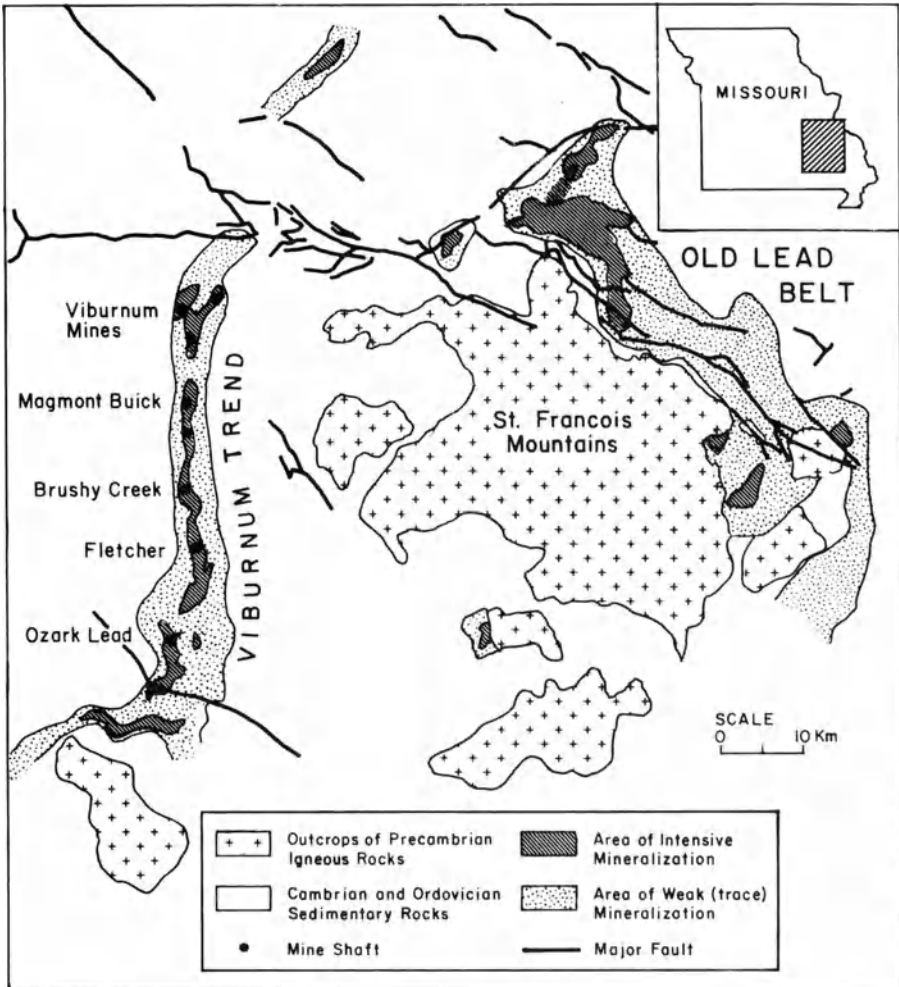 MISSOURI
OLD LEAD
BELT
Viburnum
Mines
Magmont Buick
Brushy Creek
Fletcher
Ozark Lead
VIBURNUM TREND
St. Francois
Mountains
SCALE
0 10 Km
Outcrops of Precambrian
Igneous Rocks
Area of Intensive
Mineralization
Cambrian and Ordovician
Sedimentary Rocks
Area of Weak (trace)
Mineralization
Mine Shaft
Major Fault